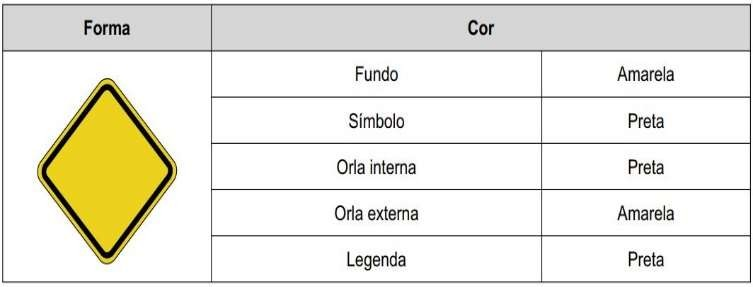 Forma Cor
Fundo Amarela
Símbolo Preta
Orla interna Preta
Orla externa Amarela
Legenda Preta